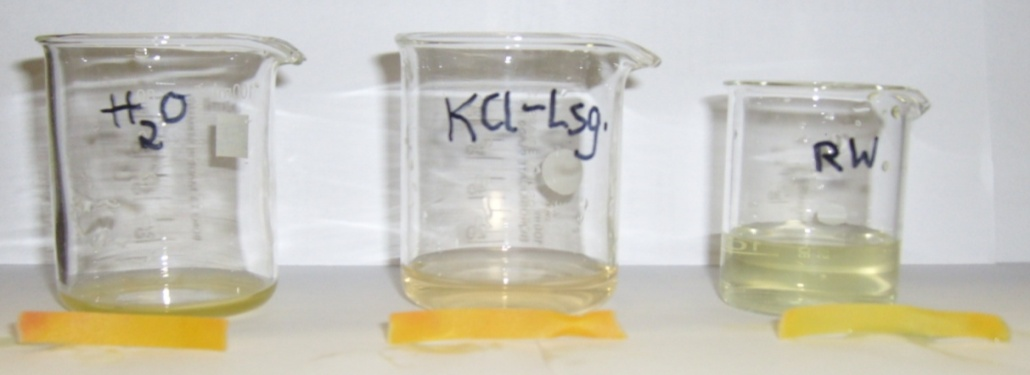 H₂O
KCl-Lsg.
RW